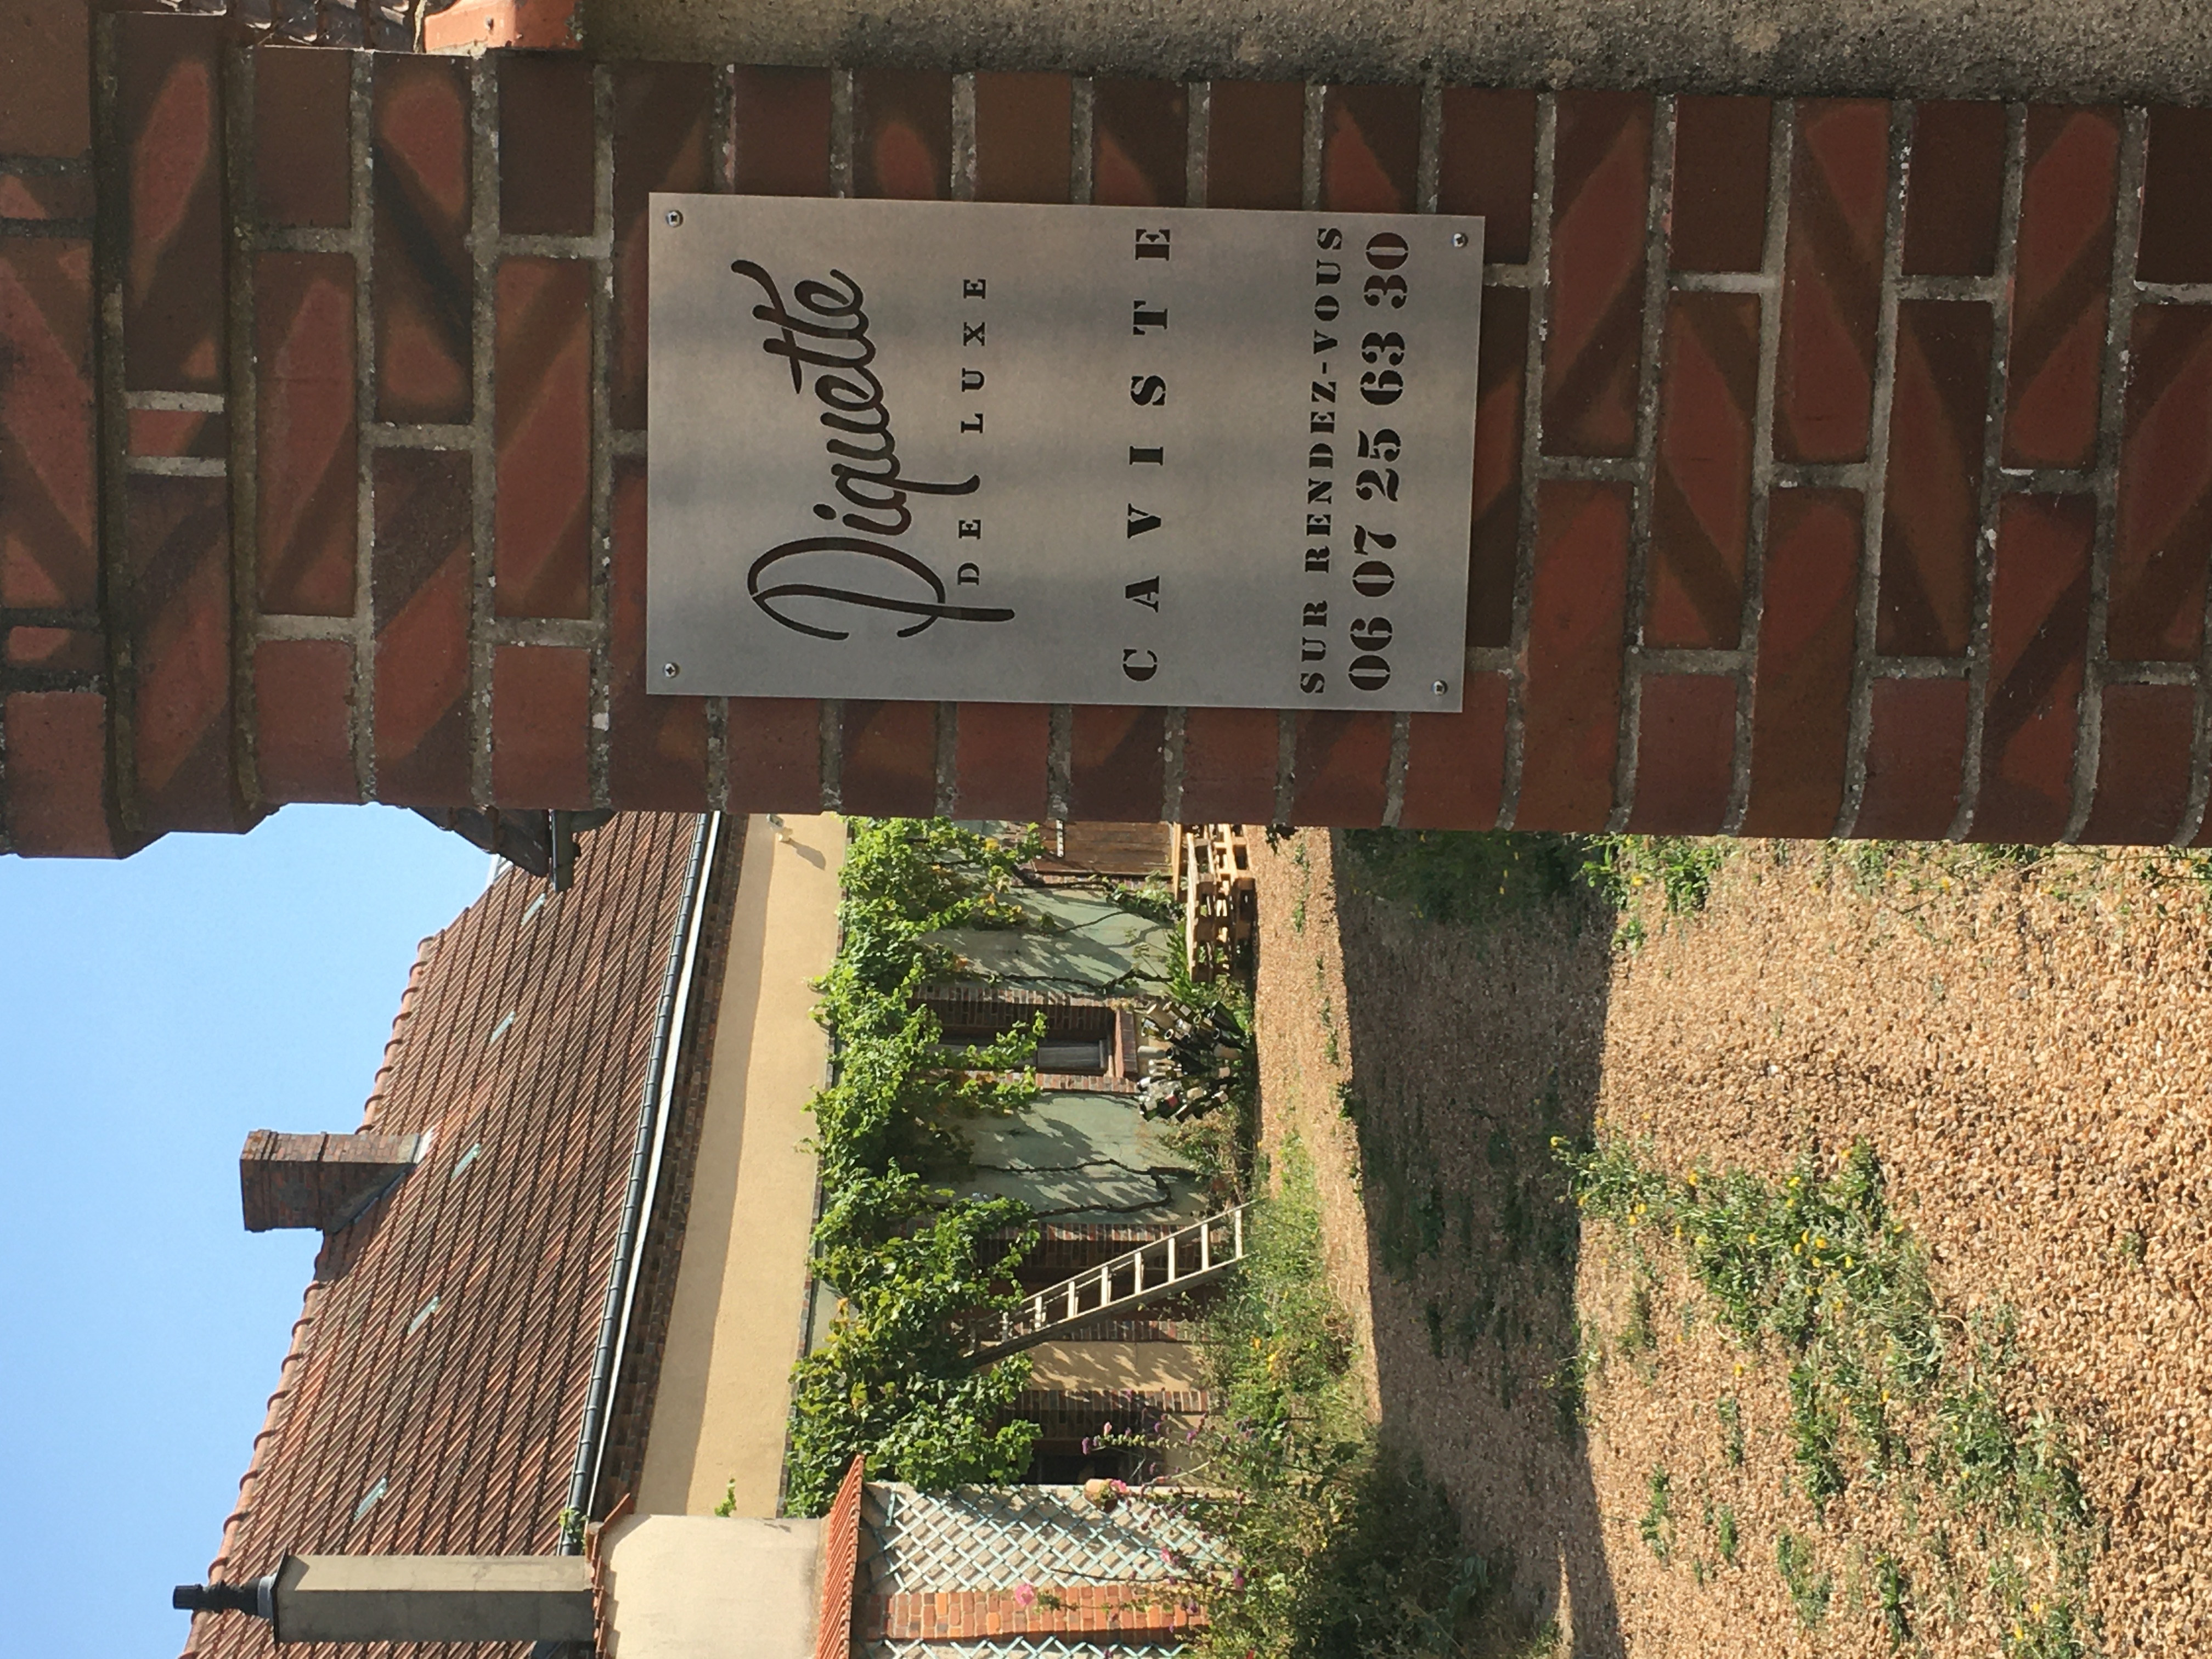 Piquette
DE LUXE
CAVISTE
SUR RENDEZ-VOUS
06 07 25 63 30